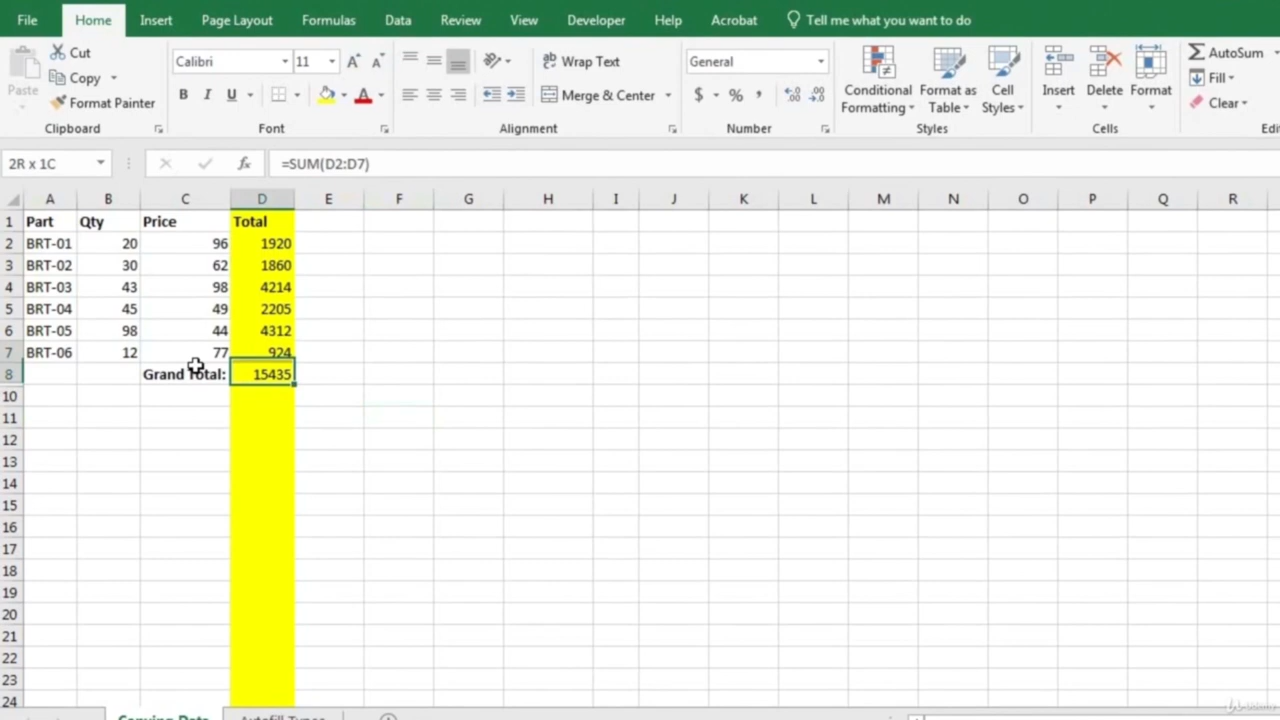 File Home Insert Page Layout Formulas Data Review View Developer Help Acrobat Tell me what you want to do
Cut Calibri 11 A A Wrap Text General AutoSum
Copy Fill
Paste Format Painter B I U A Merge & Center $ % , Conditional Format as Cell Insert Delete Format Clear
Formatting Table Styles
Clipboard Font Alignment Number Styles Cells
2R x 1C fx =SUM(D2:D7)
A B C D E F G H I J K L M N O P Q R
1 Part Qty Price Total
2 BRT-01 20 96 1920
3 BRT-02 30 62 1860
4 BRT-03 43 98 4214
5 BRT-04 45 49 2205
6 BRT-05 98 44 4312
7 BRT-06 12 77 924
8 Grand Total: 15435
10
11
12
13
14
15
16
17
18
19
20
21
22
23
24
Copying Data Autofill Types
Udemy